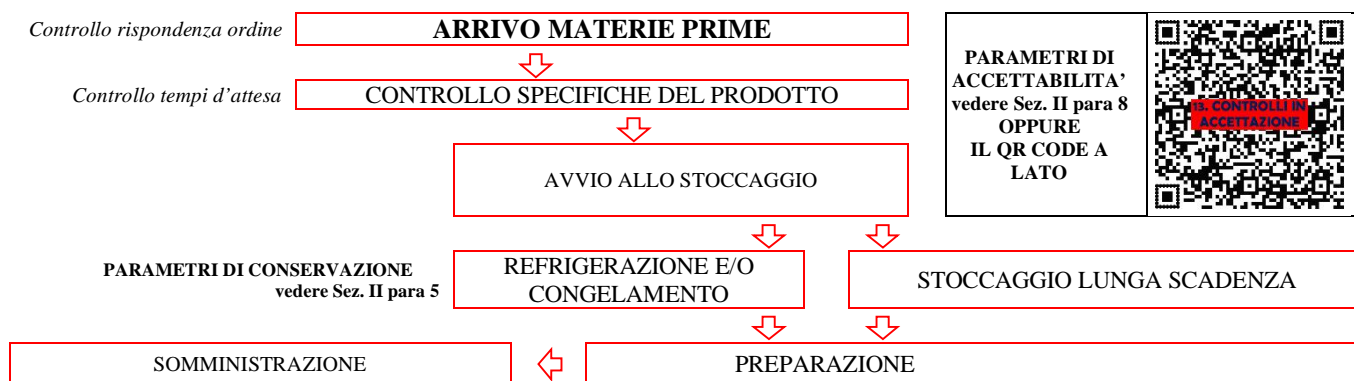 Controllo rispondenza ordine
ARRIVO MATERIE PRIME
Controllo tempi d'attesa
CONTROLLO SPECIFICHE DEL PRODOTTO
AVVIO ALLO STOCCAGGIO
PARAMETRI DI
ACCETTABILITA'
vedere Sez. II para 8
OPPURE
IL QR CODE A
LATO
13. CONTROLLI IN
ACCETTAZIONE
PARAMETRI DI CONSERVAZIONE
vedere Sez. II para 5
REFRIGERAZIONE E/O
CONGELAMENTO
STOCCAGGIO LUNGA SCADENZA
SOMMINISTRAZIONE
PREPARAZIONE